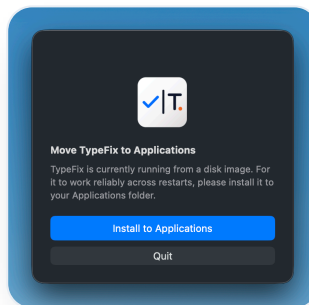 T.
Move TypeFix to Applications
TypeFix is currently running from a disk image. For
it to work reliably across restarts, please install it to
your Applications folder.
Install to Applications
Quit